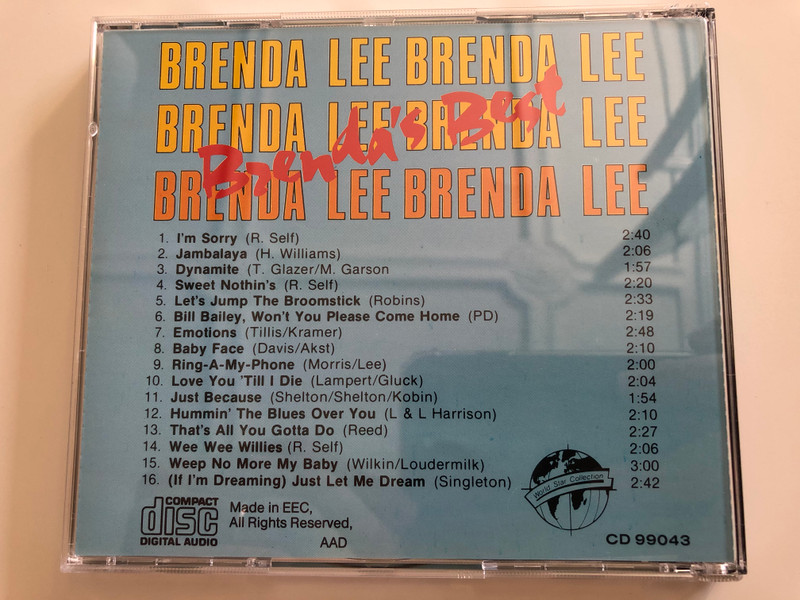 BRENDA LEE BRENDA LEE
BRENDA LEE BRENDA LEE
Brenda's Best
BRENDA LEE BRENDA LEE
1. I'm Sorry (R. Self) 2:40
2. Jambalaya (H. Williams) 2:06
3. Dynamite (T. Glazer/M. Garson 1:57
4. Sweet Nothin's (R. Self) 2:20
5. Let's Jump The Broomstick (Robins) 2:33
6. Bill Bailey, Won't You Please Come Home (PD) 2:19
7. Emotions (Tillis/Kramer) 2:48
8. Baby Face (Davis/Akst) 2:10
9. Ring-A-My-Phone (Morris/Lee) 2:00
10. Love You 'Till I Die (Lampert/Gluck) 2:04
11. Just Because (Shelton/Shelton/Kobin) 1:54
12. Hummin' The Blues Over You (L & L Harrison) 2:10
13. That's All You Gotta Do (Reed) 2:27
14. Wee Wee Willies (R. Self) 2:06
15. Weep No More My Baby (Wilkin/Loudermilk) 3:00
16. (If I'm Dreaming) Just Let Me Dream (Singleton) 2:42
World Star Collection
COMPACT
disc
DIGITAL AUDIO
Made in EEC,
All Rights Reserved,
AAD
CD 99043